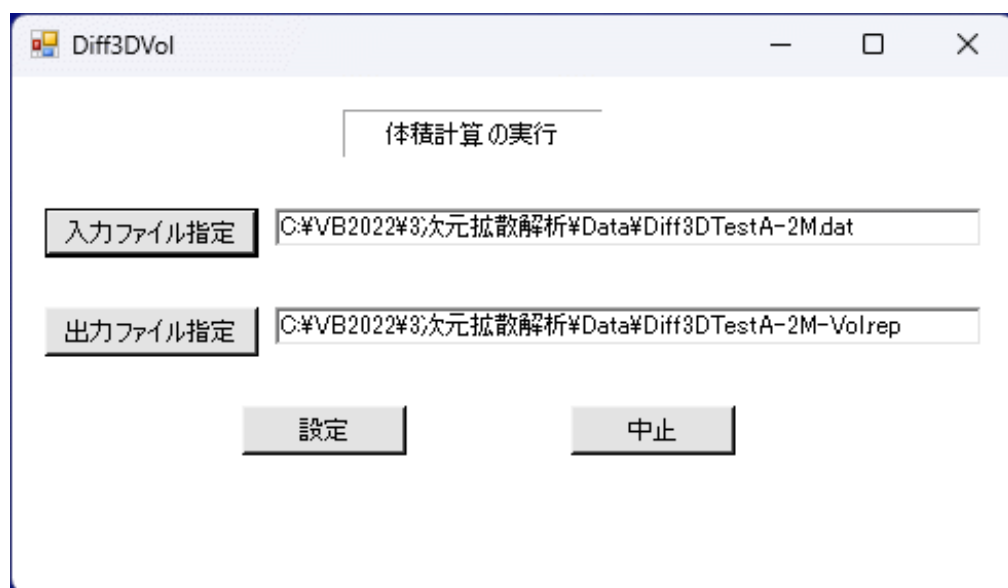 Diff3DVol
体積計算の実行
入力ファイル指定 C:¥VB2022¥3次元拡散解析¥Data¥Diff3DTestA-2M.dat
出力ファイル指定 C:¥VB2022¥3次元拡散解析¥Data¥Diff3DTestA-2M-Vol.rep
設定 中止